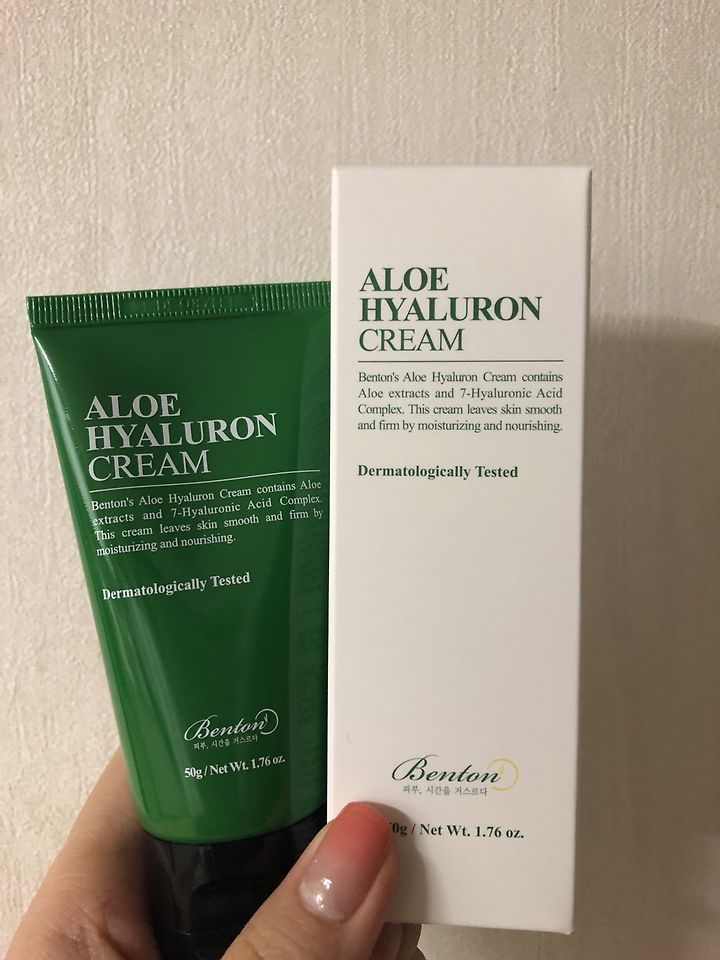 ALOE
HYALURON
CREAM
Benton's Aloe Hyaluron Cream contains Aloe
extracts and 7-Hyaluronic Acid Complex.
This cream leaves skin smooth and firm by
moisturizing and nourishing.
Dermatologically Tested
Benton
피부, 시간을 거스르다
50g / Net Wt. 1.76 oz.
ALOE
HYALURON
CREAM
Benton's Aloe Hyaluron Cream contains
Aloe extracts and 7-Hyaluronic Acid
Complex. This cream leaves skin smooth
and firm by moisturizing and nourishing.
Dermatologically Tested
Benton
피부, 시간을 거스르다
/ Net Wt. 1.76 oz.